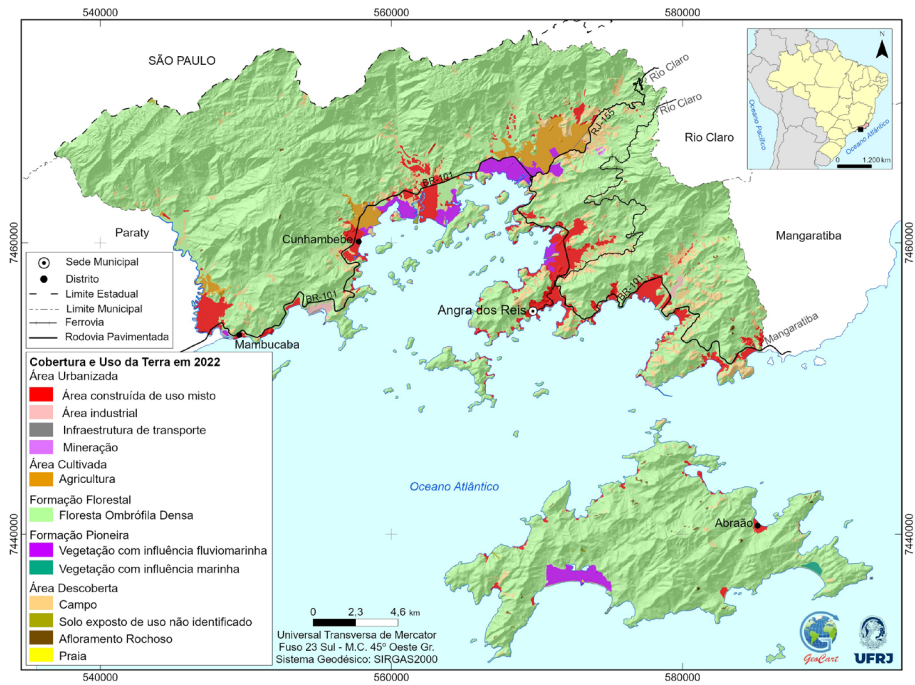 540000
560000
580000
SÃO PAULO
Rio Claro
Rio Claro
Rio Claro
RJ-155
N
Oceano Pacífico
Oceano Atlântico
0 1.200 km
BR-101
7460000
Paraty
Cunhambebe
Mangaratiba
7460000
Sede Municipal
Distrito
Limite Estadual
Limite Municipal
Ferrovia
Rodovia Pavimentada
BR-101
BR-101
Angra dos Reis
Mambucaba
Mangaratiba
Cobertura e Uso da Terra em 2022
Área Urbanizada
Área construída de uso misto
Área industrial
Infraestrutura de transporte
Mineração
Área Cultivada
Agricultura
Formação Florestal
Floresta Ombrófila Densa
Formação Pioneira
Vegetação com influência fluviomarinha
Vegetação com influência marinha
Área Descoberta
Campo
Solo exposto de uso não identificado
Afloramento Rochoso
Praia
Oceano Atlântico
Abraão
7440000
7440000
0 2,3 4,6 km
Universal Transversa de Mercator
Fuso 23 Sul - M.C. 45º Oeste Gr.
Sistema Geodésico: SIRGAS2000
GeoCart
UFRJ
540000
560000
580000